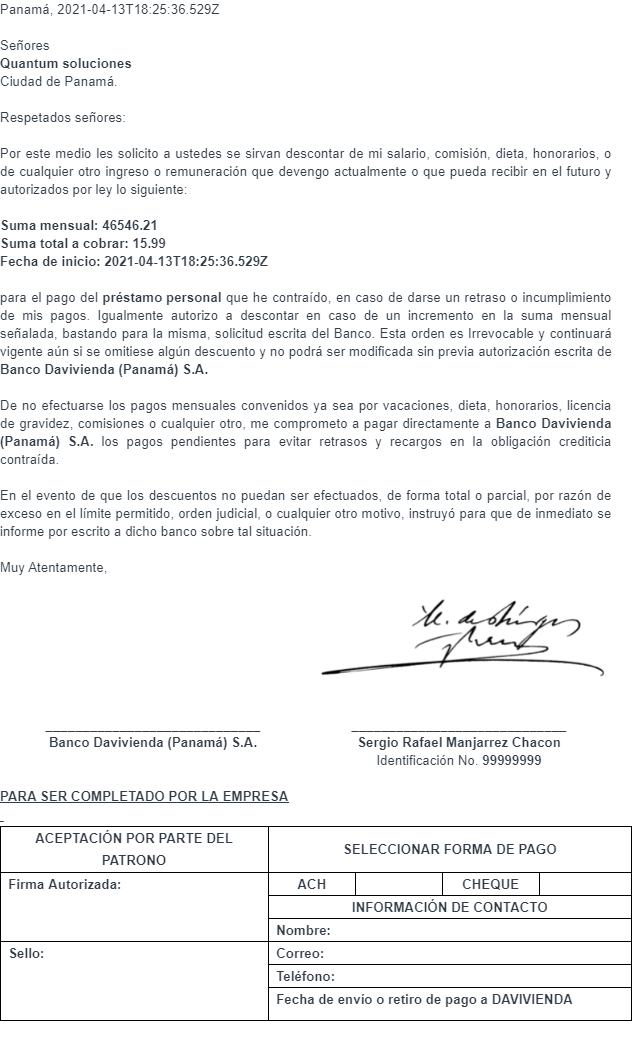 Panamá, 2021-04-13T18:25:36.529Z
Señores
Quantum soluciones
Ciudad de Panamá.
Respetados señores:
Por este medio les solicito a ustedes se sirvan descontar de mi salario, comisión, dieta, honorarios, o
de cualquier otro ingreso o remuneración que devengo actualmente o que pueda recibir en el futuro y
autorizados por ley lo siguiente:
Suma mensual: 46546.21
Suma total a cobrar: 15.99
Fecha de inicio: 2021-04-13T18:25:36.529Z
para el pago del préstamo personal que he contraído, en caso de darse un retraso o incumplimiento
de mis pagos. Igualmente autorizo a descontar en caso de un incremento en la suma mensual
señalada, bastando para la misma, solicitud escrita del Banco. Esta orden es Irrevocable y continuará
vigente aún si se omitiese algún descuento y no podrá ser modificada sin previa autorización escrita de
Banco Davivienda (Panamá) S.A.
De no efectuarse los pagos mensuales convenidos ya sea por vacaciones, dieta, honorarios, licencia
de gravidez, comisiones o cualquier otro, me comprometo a pagar directamente a Banco Davivienda
(Panamá) S.A. los pagos pendientes para evitar retrasos y recargos en la obligación crediticia
contraída.
En el evento de que los descuentos no puedan ser efectuados, de forma total o parcial, por razón de
exceso en el límite permitido, orden judicial, o cualquier otro motivo, instruyó para que de inmediato se
informe por escrito a dicho banco sobre tal situación.
Muy Atentamente,
Banco Davivienda (Panamá) S.A.
Sergio Rafael Manjarrez Chacon
Identificación No. 99999999
PARA SER COMPLETADO POR LA EMPRESA
ACEPTACIÓN POR PARTE DEL
PATRONO
SELECCIONAR FORMA DE PAGO
Firma Autorizada:
ACH
CHEQUE
INFORMACIÓN DE CONTACTO
Nombre:
Sello:
Correo:
Teléfono:
Fecha de envío o retiro de pago a DAVIVIENDA